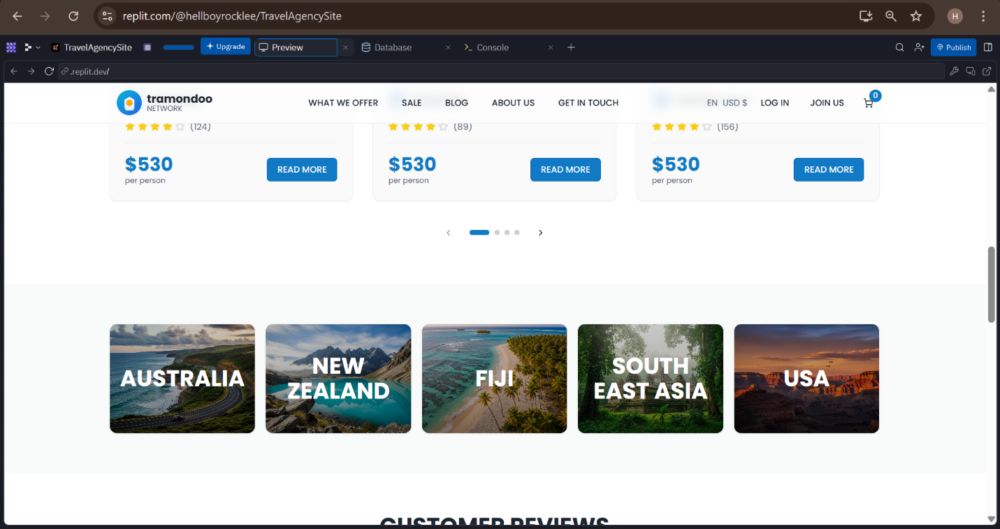 replit.com/@hellboyrocklee/TravelAgencySite
H
TravelAgencySite
Upgrade
Preview
Database
Console
Publish
.replit.dev/
tramondoo
NETWORK
WHAT WE OFFER
SALE
BLOG
ABOUT US
GET IN TOUCH
EN USD $
LOG IN
JOIN US
0
(124)
(89)
(156)
$530
per person
READ MORE
$530
per person
READ MORE
$530
per person
READ MORE
AUSTRALIA
NEW
ZEALAND
FIJI
SOUTH
EAST ASIA
USA
CUSTOMER REVIEWS